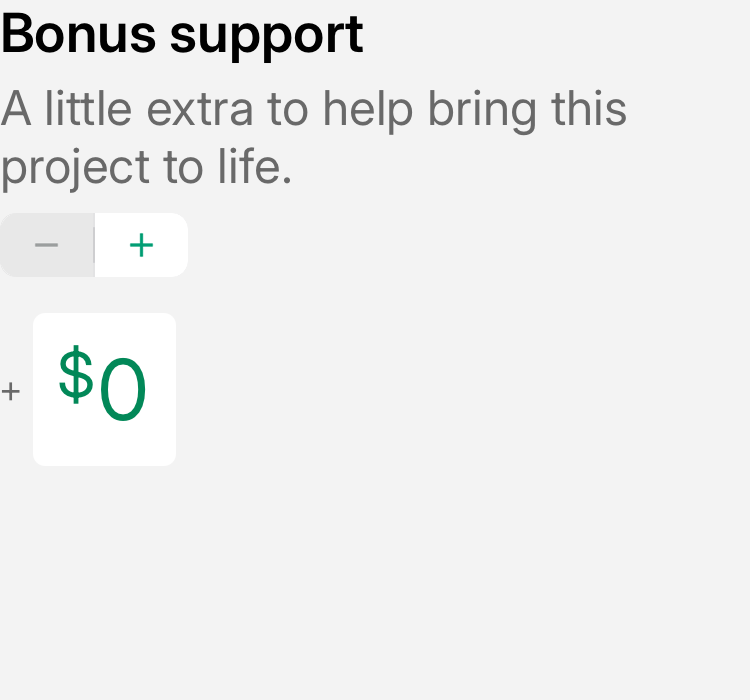 Bonus support
A little extra to help bring this
project to life.
− +
+ $0